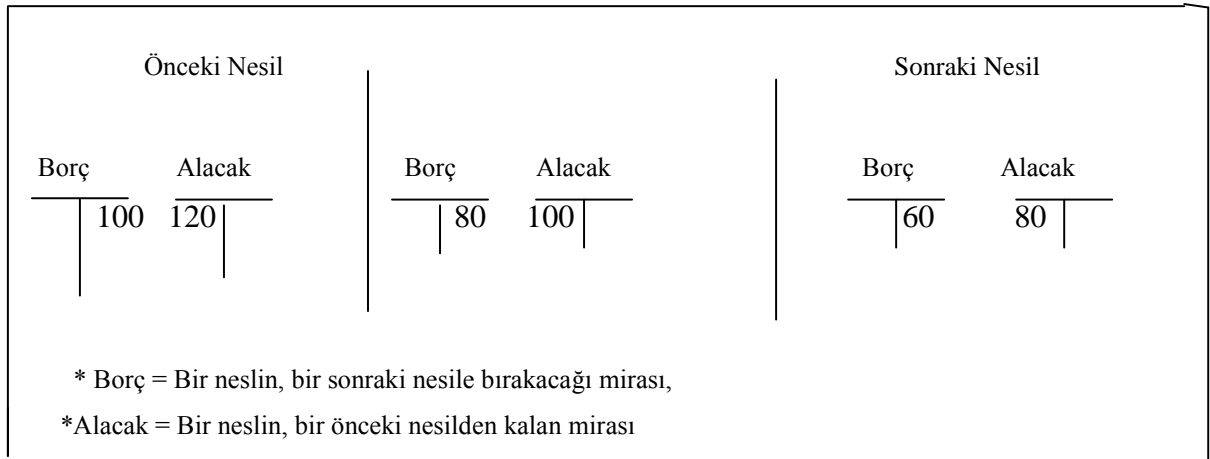 Önceki Nesil Sonraki Nesil
Borç Alacak Borç Alacak Borç Alacak
100 120 80 100 60 80
* Borç = Bir neslin, bir sonraki nesile bırakacağı mirası,
*Alacak = Bir neslin, bir önceki nesilden kalan mirası